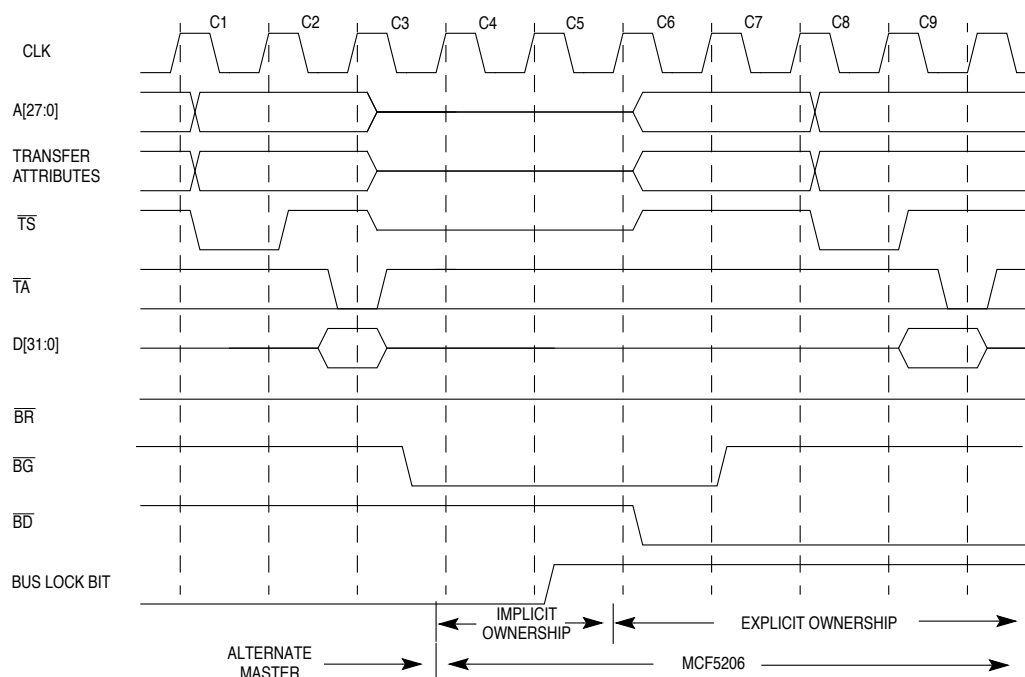 C1 C2 C3 C4 C5 C6 C7 C8 C9
CLK
A[27:0]
TRANSFER
ATTRIBUTES
TS
TA
D[31:0]
BR
BG
BD
BUS LOCK BIT
IMPLICIT
OWNERSHIP
EXPLICIT OWNERSHIP
ALTERNATE
MASTER
MCF5206